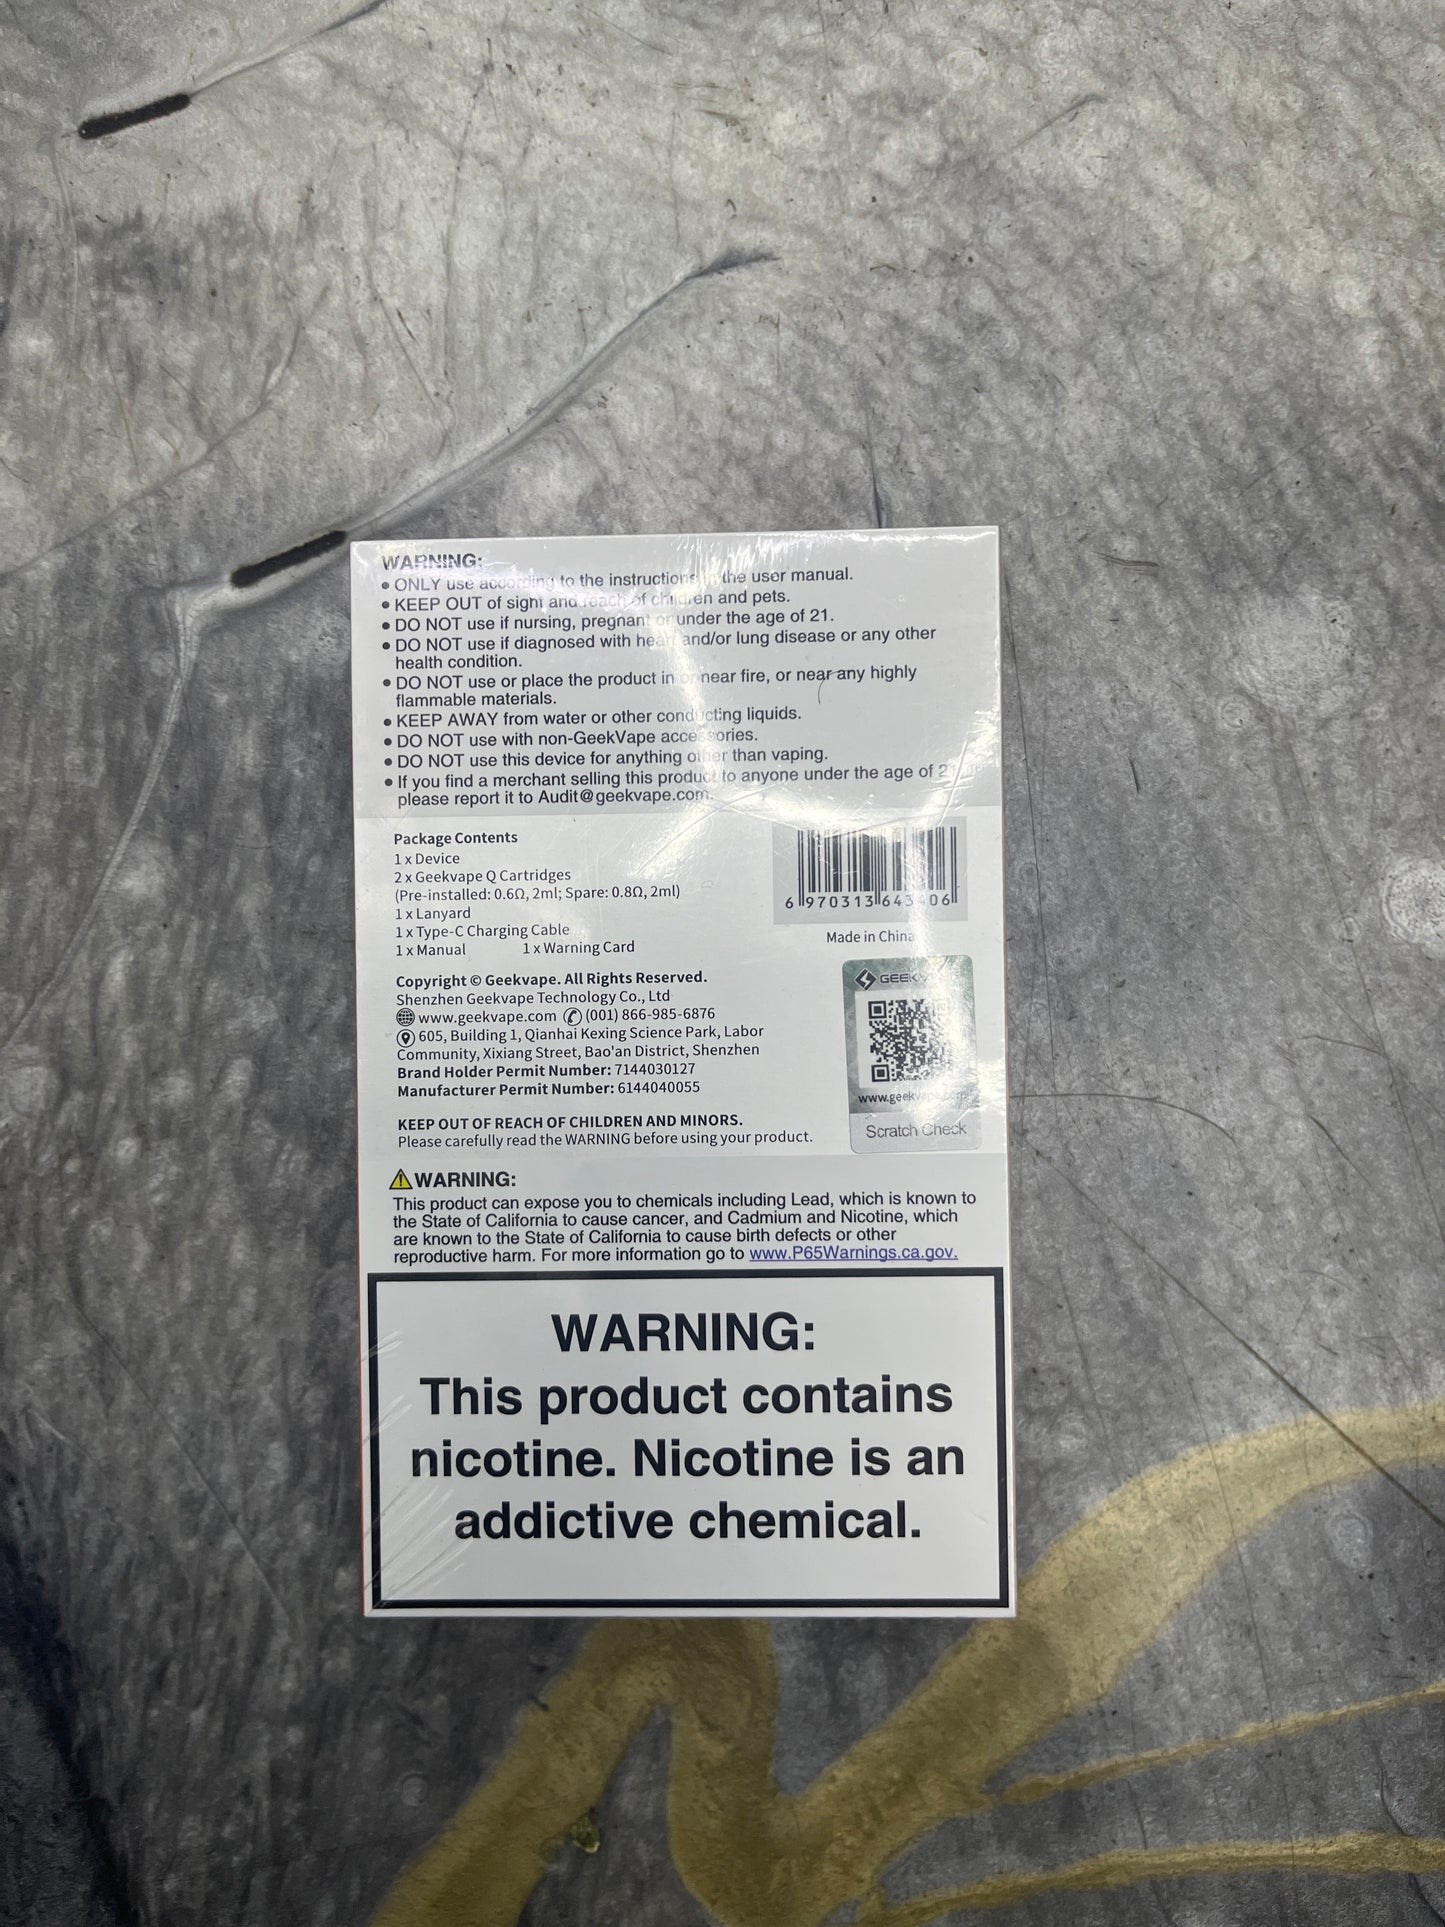 WARNING:
• ONLY use according to the instructions in the user manual.
• KEEP OUT of sight and reach of children and pets.
• DO NOT use if nursing, pregnant or under the age of 21.
• DO NOT use if diagnosed with heart and/or lung disease or any other
health condition.
• DO NOT use or place the product in or near fire, or near any highly
flammable materials.
• KEEP AWAY from water or other conducting liquids.
• DO NOT use with non-GeekVape accessories.
• DO NOT use this device for anything other than vaping.
• If you find a merchant selling this product to anyone under the age of
please report it to Audit@geekvape.com.
Package Contents
1 x Device
2 x Geekvape Q Cartridges
(Pre-installed: 0.6Ω, 2ml; Spare: 0.8Ω, 2ml)
1 x Lanyard
1 x Type-C Charging Cable
1 x Manual 1 x Warning Card
6 970313 643406
Made in China
Copyright © Geekvape. All Rights Reserved.
Shenzhen Geekvape Technology Co., Ltd
www.geekvape.com (001) 866-985-6876
605, Building 1, Qianhai Kexing Science Park, Labor
Community, Xixiang Street, Bao'an District, Shenzhen
Brand Holder Permit Number: 7144030127
Manufacturer Permit Number: 6144040055
GEEKVAPE
www.geekvape.com
Scratch Check
KEEP OUT OF REACH OF CHILDREN AND MINORS.
Please carefully read the WARNING before using your product.
⚠WARNING:
This product can expose you to chemicals including Lead, which is known to
the State of California to cause cancer, and Cadmium and Nicotine, which
are known to the State of California to cause birth defects or other
reproductive harm. For more information go to www.P65Warnings.ca.gov.
WARNING:
This product contains
nicotine. Nicotine is an
addictive chemical.